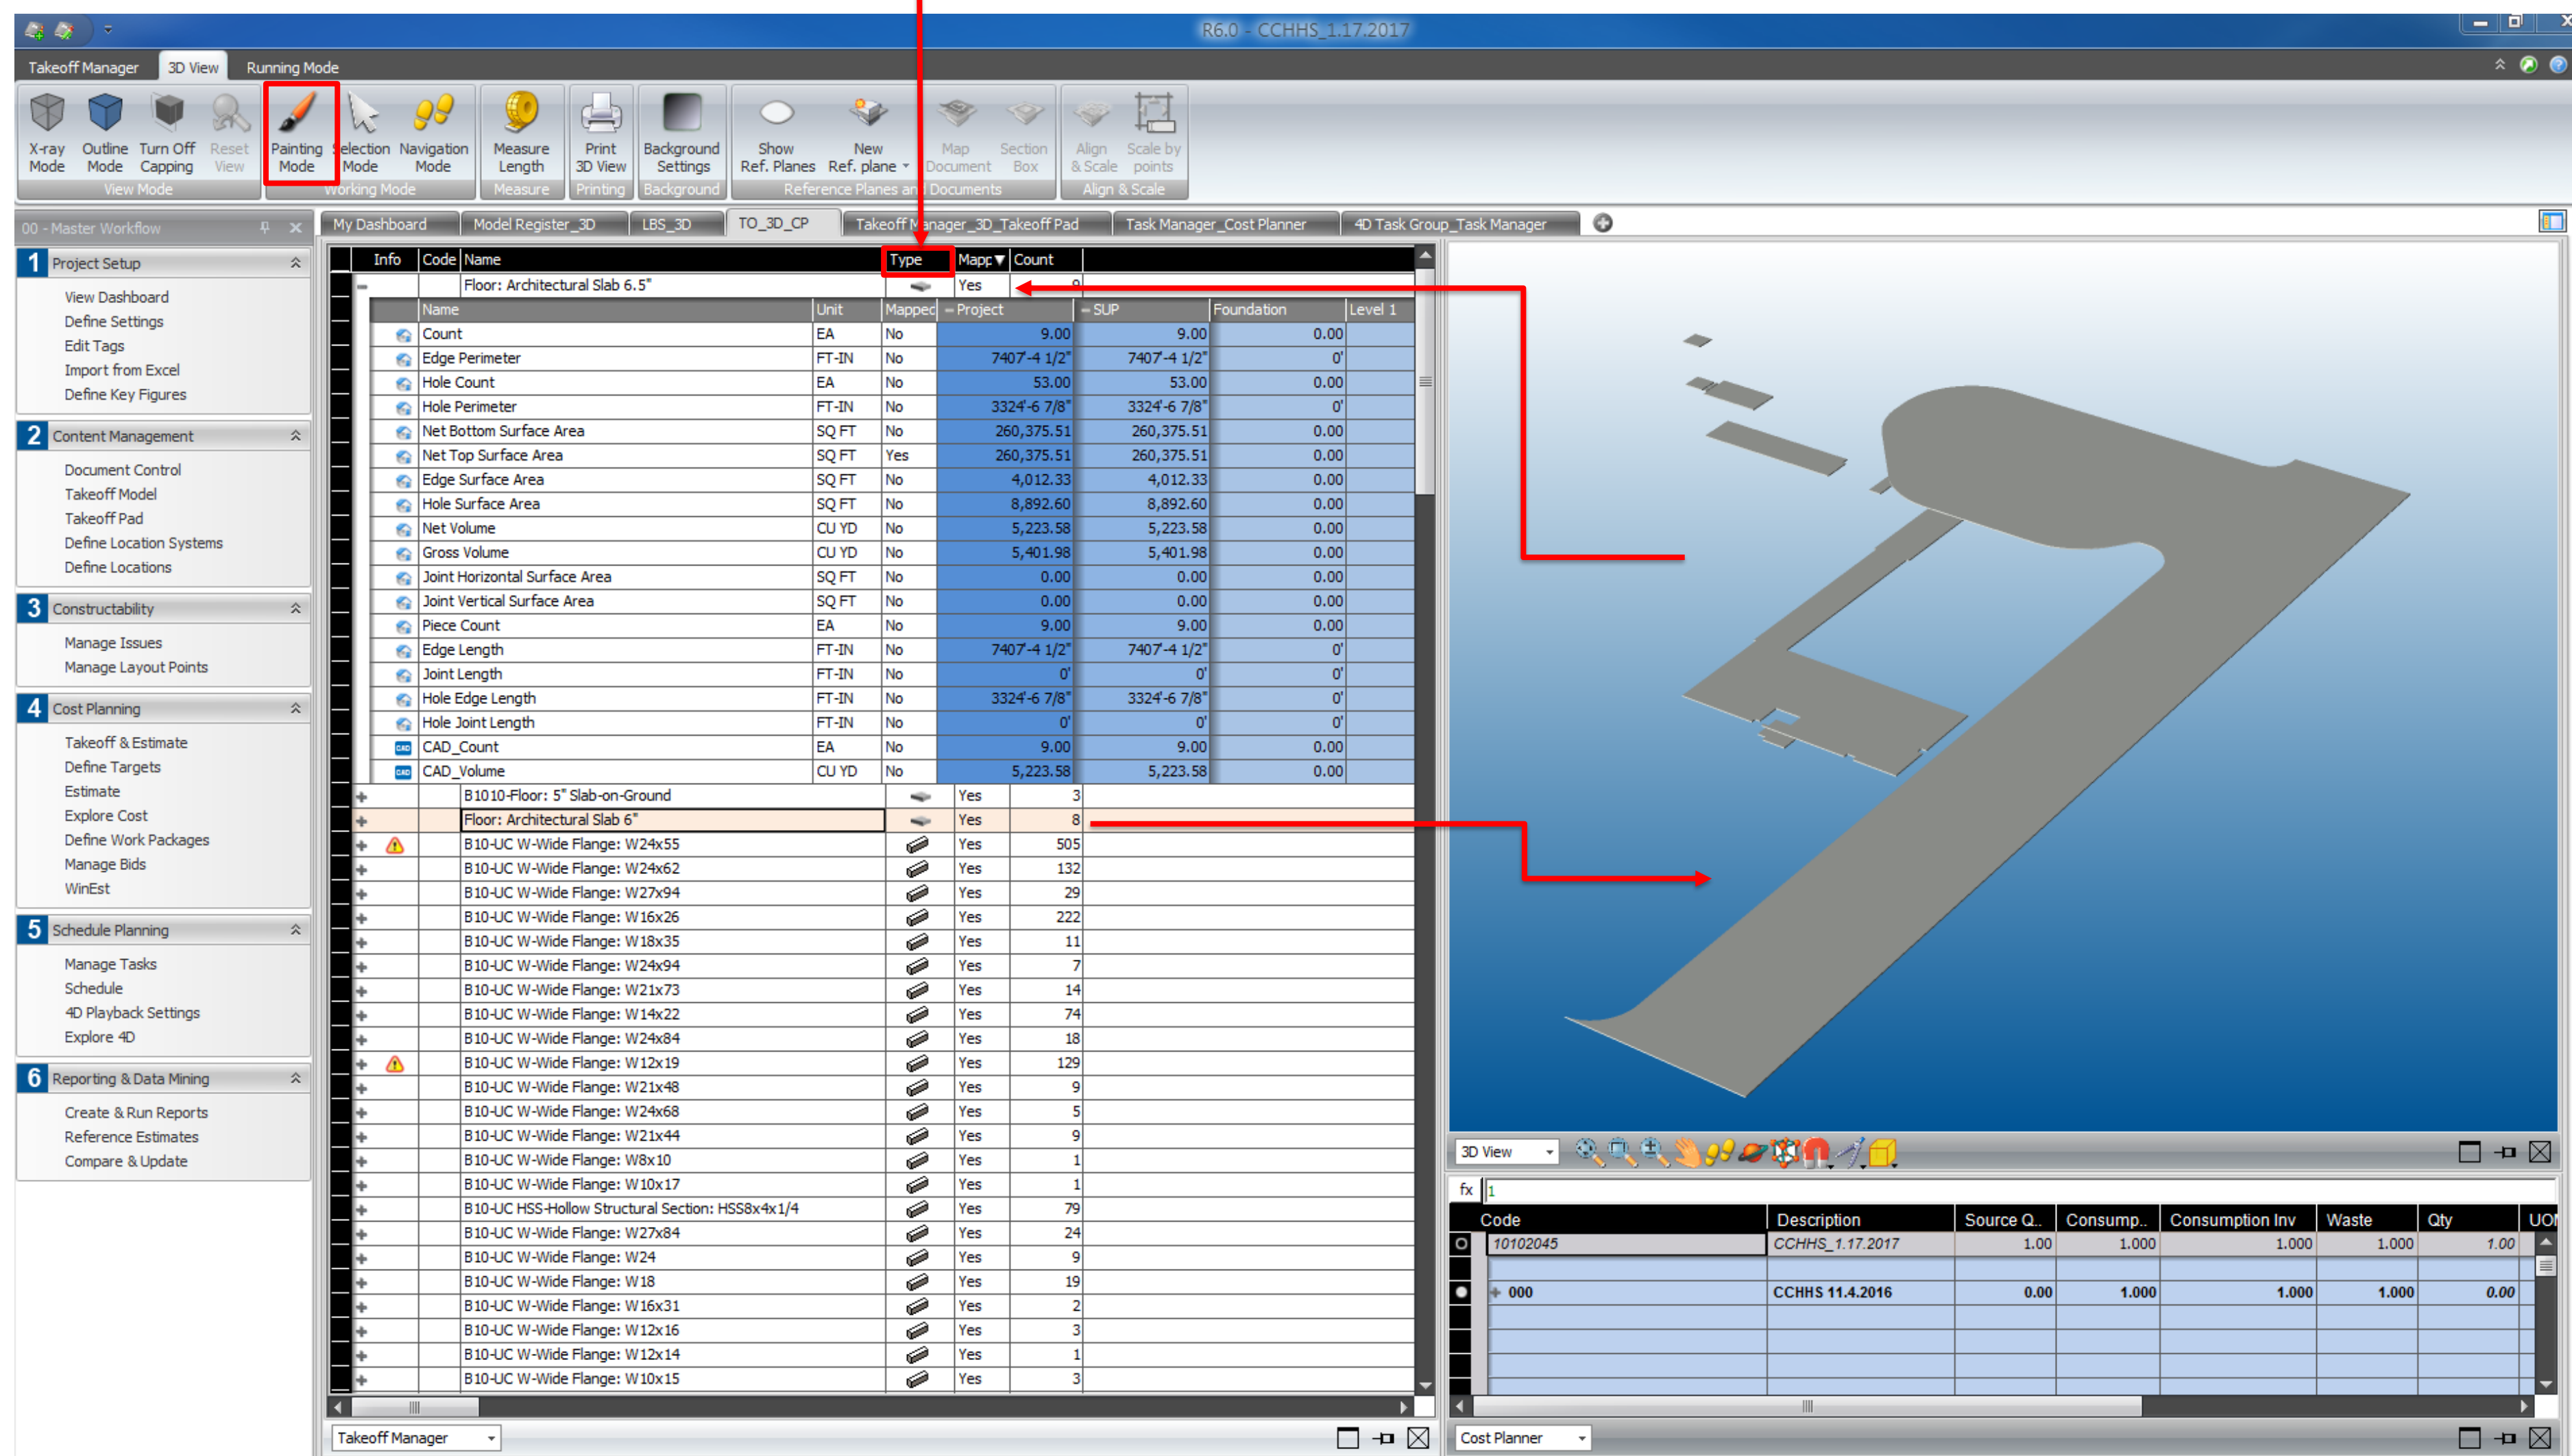 R6.0 - CCHHS_1.17.2017
Takeoff Manager 3D View Running Mode
X-ray Mode Outline Mode Turn Off Capping Reset View Painting Mode Selection Mode Navigation Mode Measure Length Print 3D View Background Settings Show Ref. Planes New Ref. plane Map Document Section Box Align & Scale Scale by points
View Mode Working Mode Measure Printing Background Reference Planes and Documents Align & Scale
00 - Master Workflow
My Dashboard Model Register_3D LBS_3D TO_3D_CP Takeoff Manager_3D_Takeoff Pad Task Manager_Cost Planner 4D Task Group_Task Manager
1 Project Setup
View Dashboard
Define Settings
Edit Tags
Import from Excel
Define Key Figures
2 Content Management
Document Control
Takeoff Model
Takeoff Pad
Define Location Systems
Define Locations
3 Constructability
Manage Issues
Manage Layout Points
4 Cost Planning
Takeoff & Estimate
Define Targets
Estimate
Explore Cost
Define Work Packages
Manage Bids
WinEst
5 Schedule Planning
Manage Tasks
Schedule
4D Playback Settings
Explore 4D
6 Reporting & Data Mining
Create & Run Reports
Reference Estimates
Compare & Update
Info Code Name Type Mapp Count
Floor: Architectural Slab 6.5" Yes 9
Name Unit Mapped Project SUP Foundation Level 1
Count EA No 9.00 9.00 0.00
Edge Perimeter FT-IN No 7407'-4 1/2" 7407'-4 1/2" 0'
Hole Count EA No 53.00 53.00 0.00
Hole Perimeter FT-IN No 3324'-6 7/8" 3324'-6 7/8" 0'
Net Bottom Surface Area SQ FT No 260,375.51 260,375.51 0.00
Net Top Surface Area SQ FT Yes 260,375.51 260,375.51 0.00
Edge Surface Area SQ FT No 4,012.33 4,012.33 0.00
Hole Surface Area SQ FT No 8,892.60 8,892.60 0.00
Net Volume CU YD No 5,223.58 5,223.58 0.00
Gross Volume CU YD No 5,401.98 5,401.98 0.00
Joint Horizontal Surface Area SQ FT No 0.00 0.00 0.00
Joint Vertical Surface Area SQ FT No 0.00 0.00 0.00
Piece Count EA No 9.00 9.00 0.00
Edge Length FT-IN No 7407'-4 1/2" 7407'-4 1/2" 0'
Joint Length FT-IN No 0' 0' 0'
Hole Edge Length FT-IN No 3324'-6 7/8" 3324'-6 7/8" 0'
Hole Joint Length FT-IN No 0' 0' 0'
CAD CAD_Count EA No 9.00 9.00 0.00
CAD CAD_Volume CU YD No 5,223.58 5,223.58 0.00
B1010-Floor: 5" Slab-on-Ground Yes 3
Floor: Architectural Slab 6" Yes 8
B10-UC W-Wide Flange: W24x55 Yes 505
B10-UC W-Wide Flange: W24x62 Yes 132
B10-UC W-Wide Flange: W27x94 Yes 29
B10-UC W-Wide Flange: W16x26 Yes 222
B10-UC W-Wide Flange: W18x35 Yes 11
B10-UC W-Wide Flange: W24x94 Yes 7
B10-UC W-Wide Flange: W21x73 Yes 14
B10-UC W-Wide Flange: W14x22 Yes 74
B10-UC W-Wide Flange: W24x84 Yes 18
B10-UC W-Wide Flange: W12x19 Yes 129
B10-UC W-Wide Flange: W21x48 Yes 9
B10-UC W-Wide Flange: W24x68 Yes 5
B10-UC W-Wide Flange: W21x44 Yes 9
B10-UC W-Wide Flange: W8x10 Yes 1
B10-UC W-Wide Flange: W10x17 Yes 1
B10-UC HSS-Hollow Structural Section: HSS8x4x1/4 Yes 79
B10-UC W-Wide Flange: W27x84 Yes 24
B10-UC W-Wide Flange: W24 Yes 9
B10-UC W-Wide Flange: W18 Yes 19
B10-UC W-Wide Flange: W16x31 Yes 2
B10-UC W-Wide Flange: W12x16 Yes 3
B10-UC W-Wide Flange: W12x14 Yes 1
B10-UC W-Wide Flange: W10x15 Yes 3
Takeoff Manager
3D View
fx 1
Code Description Source Q.. Consump.. Consumption Inv Waste Qty UOM
10102045 CCHHS_1.17.2017 1.00 1.000 1.000 1.000 1.00
000 CCHHS 11.4.2016 0.00 1.000 1.000 1.000 0.00
Cost Planner